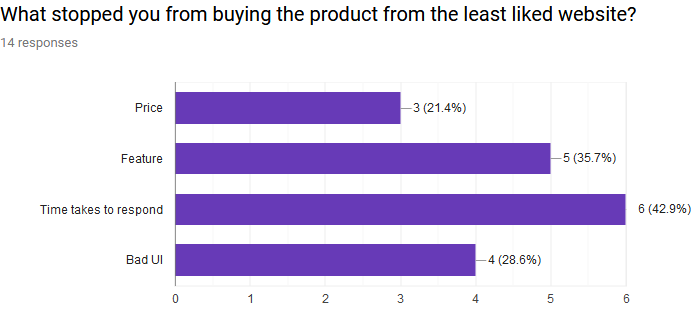 What stopped you from buying the product from the least liked website?
14 responses
Price
3 (21.4%)
Feature
5 (35.7%)
Time takes to respond
6 (42.9%)
Bad UI
4 (28.6%)
0 1 2 3 4 5 6